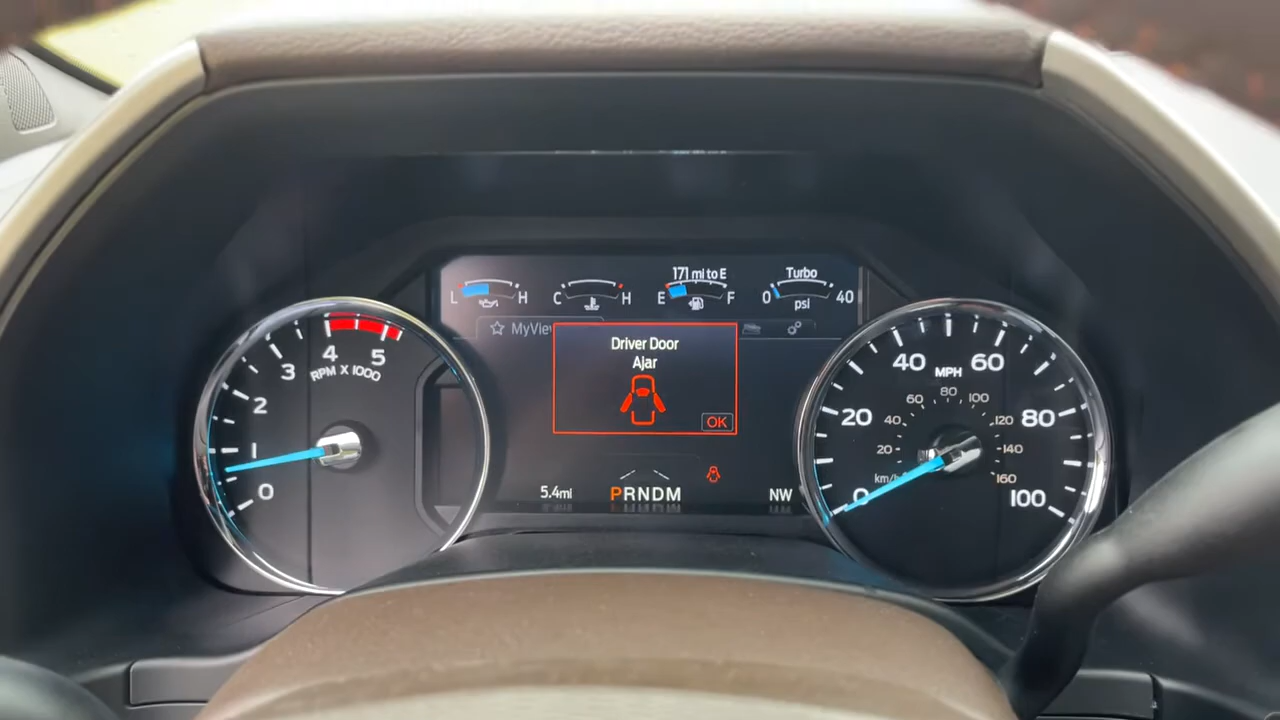 171 mi to E
Turbo
L H
C H
E F
0 40
psi
MyVie
Driver Door
Ajar
OK
5.4mi
PRNDM
NW
0
1
2
3
4
5
RPM X 1000
0
20
40
60
80
100
MPH
km/h
20
40
60
80
100
120
140
160